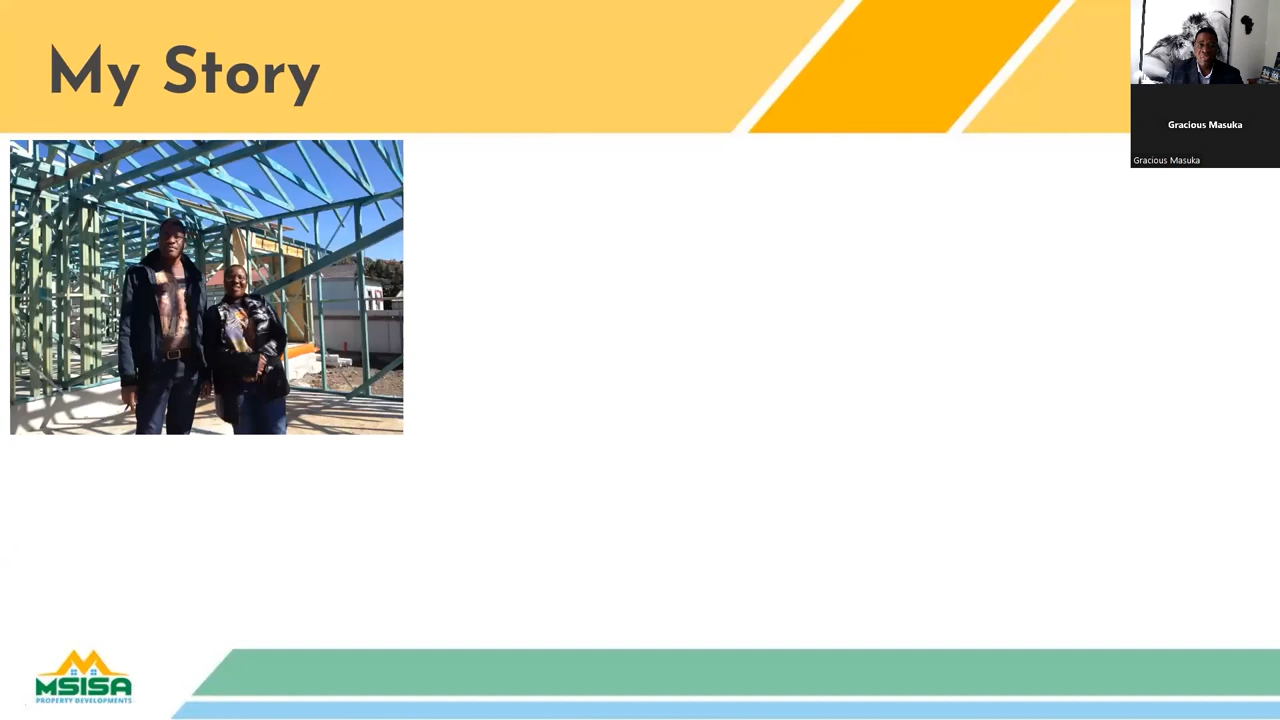 My Story
Gracious Masuka
Gracious Masuka
MSISA
PROPERTY DEVELOPMENTS